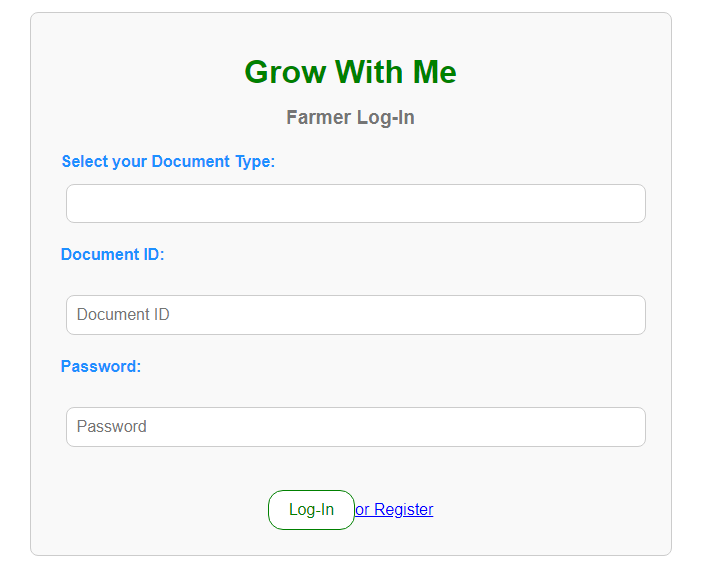 Grow With Me
Farmer Log-In
Select your Document Type:
Document ID:
Document ID
Password:
Password
Log-In or Register